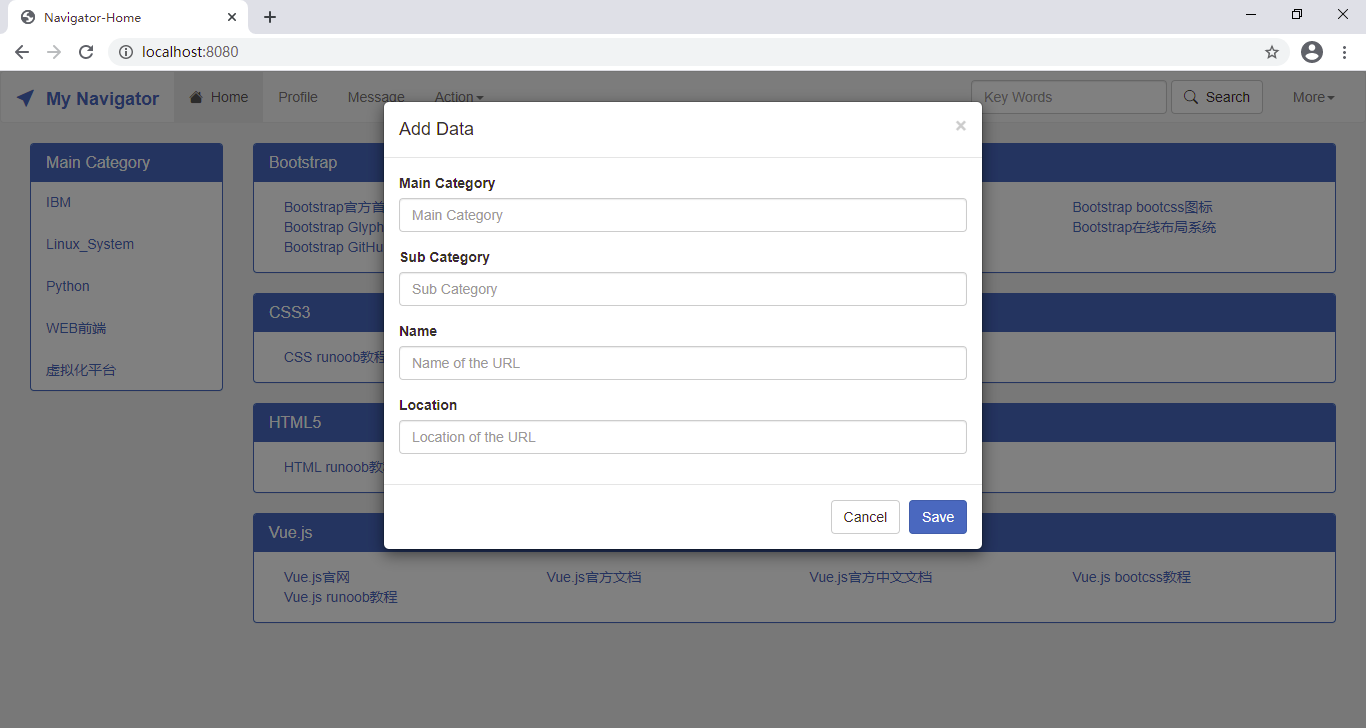 Navigator-Home
localhost:8080
My Navigator Home Profile Message Action Key Words Search More
Add Data ×
Main Category
Main Category
Sub Category
Sub Category
Name
Name of the URL
Location
Location of the URL
Cancel Save
Main Category
IBM
Linux_System
Python
WEB前端
虚拟化平台
Bootstrap
Bootstrap官方首 Bootstrap bootcss图标
Bootstrap Glyph Bootstrap在线布局系统
Bootstrap GitHu
CSS3
CSS runoob教程
HTML5
HTML runoob教
Vue.js
Vue.js官网 Vue.js官方文档 Vue.js官方中文文档 Vue.js bootcss教程
Vue.js runoob教程